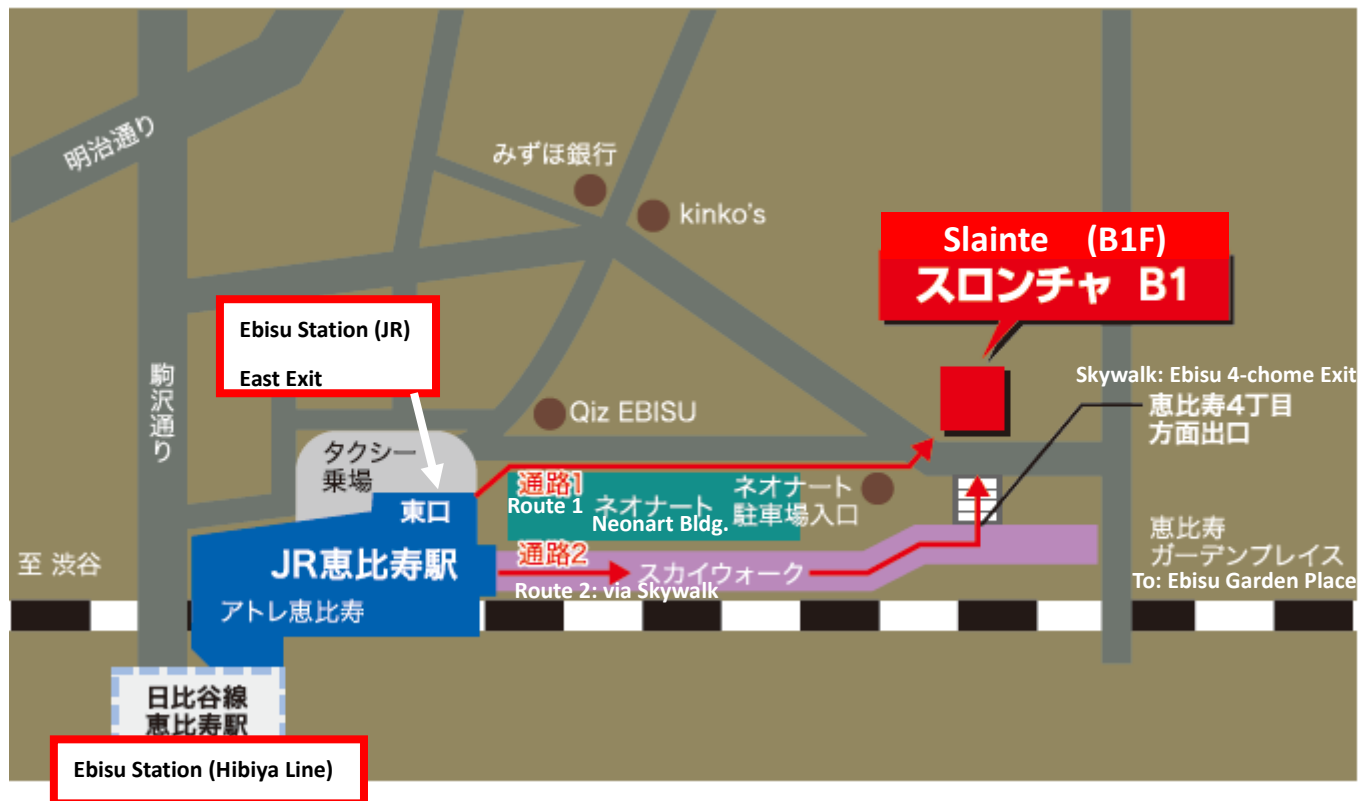 明治通り
みずほ銀行
kinko's
Slainte (B1F)
スロンチャ B1
Ebisu Station (JR)
East Exit
駒沢通り
Skywalk: Ebisu 4-chome Exit
恵比寿4丁目
方面出口
Qiz EBISU
タクシー
乗場
東口
通路1
Route 1
ネオナート
Neonart Bldg.
ネオナート
駐車場入口
恵比寿
ガーデンプレイス
To: Ebisu Garden Place
至 渋谷
JR恵比寿駅
アトレ恵比寿
通路2
スカイウォーク
Route 2: via Skywalk
日比谷線
恵比寿駅
Ebisu Station (Hibiya Line)